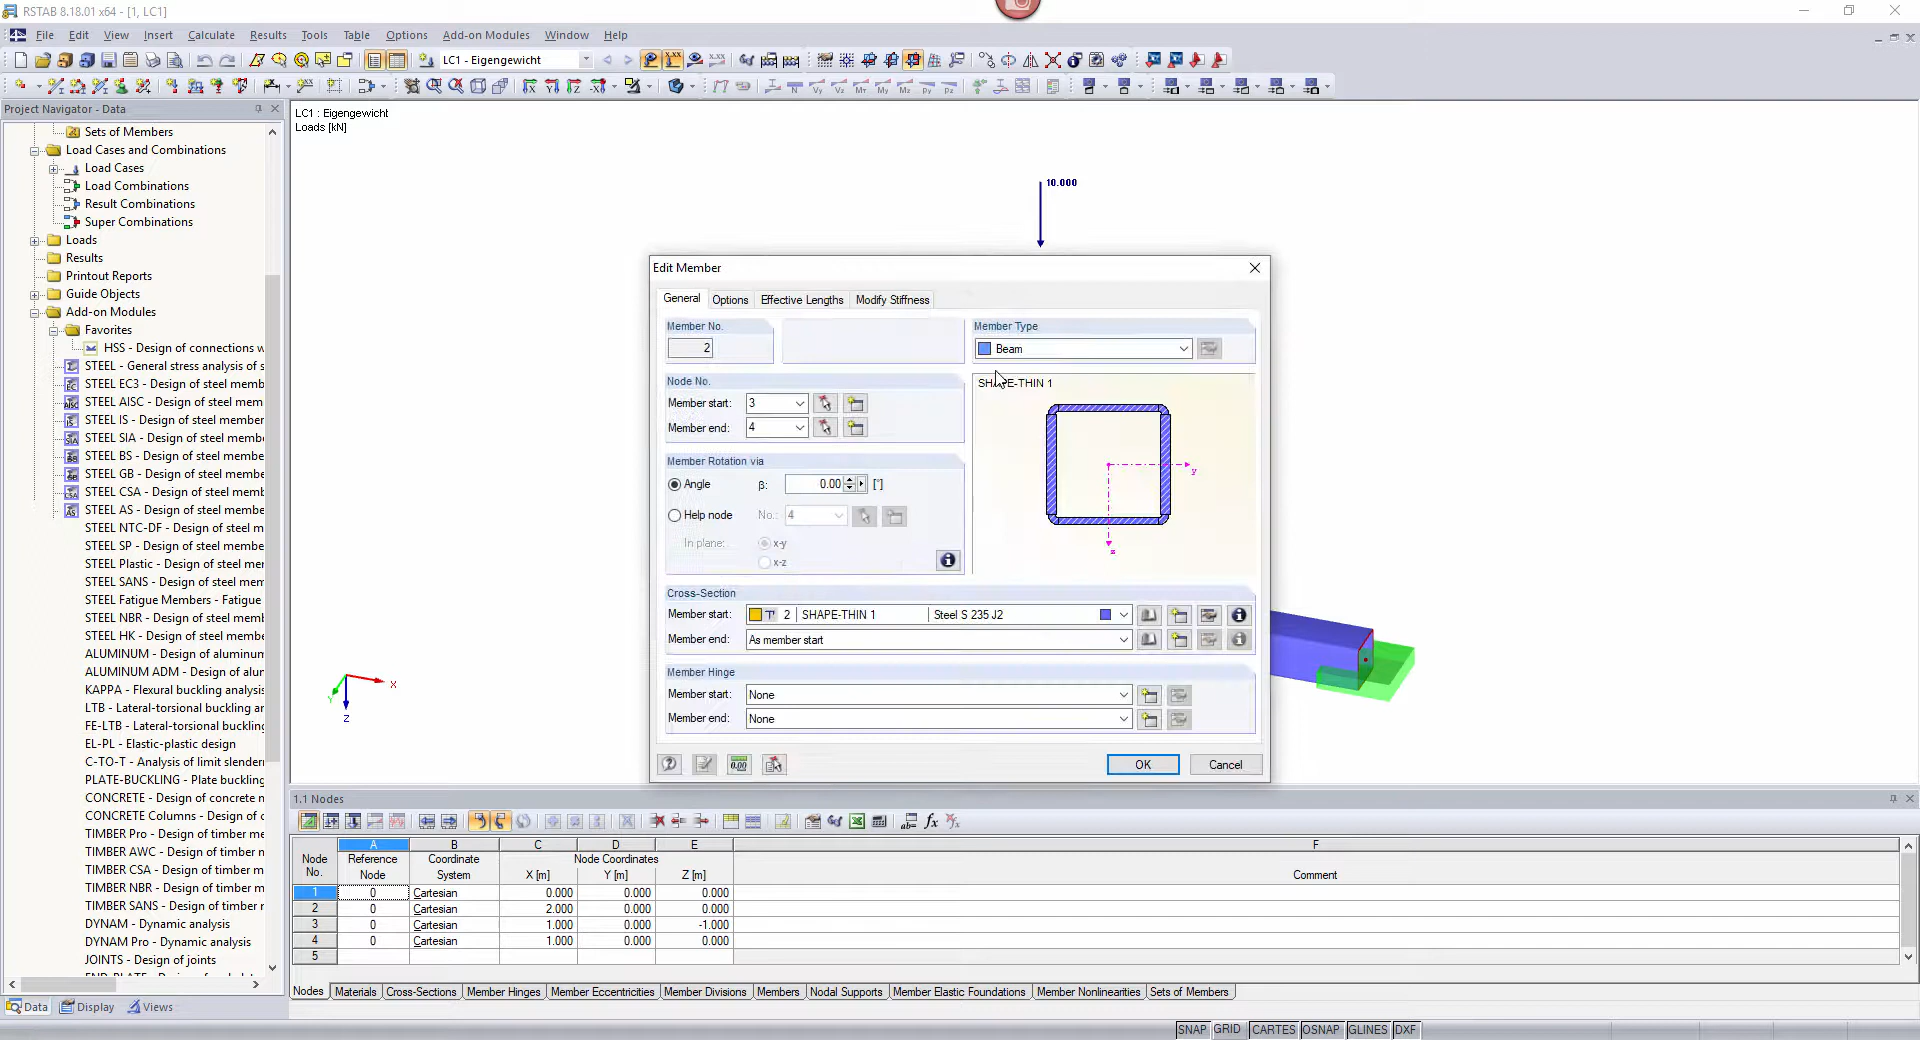 RSTAB 8.18.01 x64 - [1, LC1]
File Edit View Insert Calculate Results Tools Table Options Add-on Modules Window Help
LC1 - Eigengewicht
Project Navigator - Data
Sets of Members
Load Cases and Combinations
Load Cases
Load Combinations
Result Combinations
Super Combinations
Loads
Results
Printout Reports
Guide Objects
Add-on Modules
Favorites
HSS - Design of connections w
STEEL - General stress analysis of s
STEEL EC3 - Design of steel memb
STEEL AISC - Design of steel membe
STEEL IS - Design of steel member
STEEL SIA - Design of steel membe
STEEL BS - Design of steel membe
STEEL GB - Design of steel membe
STEEL CSA - Design of steel membe
STEEL AS - Design of steel membe
STEEL NTC-DF - Design of steel m
STEEL SP - Design of steel membe
STEEL Plastic - Design of steel me
STEEL SANS - Design of steel mem
STEEL Fatigue Members - Fatigue
STEEL NBR - Design of steel memb
STEEL HK - Design of steel membe
ALUMINUM - Design of aluminum
ALUMINUM ADM - Design of alur
KAPPA - Flexural buckling analysis
LTB - Lateral-torsional buckling ar
FE-LTB - Lateral-torsional buckling
EL-PL - Elastic-plastic design
C-TO-T - Analysis of limit slender
PLATE-BUCKLING - Plate buckling
CONCRETE - Design of concrete n
CONCRETE Columns - Design of c
TIMBER Pro - Design of timber me
TIMBER AWC - Design of timber m
TIMBER CSA - Design of timber m
TIMBER NBR - Design of timber m
TIMBER SANS - Design of timber r
DYNAM - Dynamic analysis
DYNAM Pro - Dynamic analysis
JOINTS - Design of joints
Data Display Views
LC1 : Eigengewicht
Loads [kN]
10.000
X
Y
Z
Edit Member
General Options Effective Lengths Modify Stiffness
Member No.
2
Member Type
Beam
Node No.
Member start: 3
Member end: 4
SHAPE-THIN 1
y
z
Member Rotation via
Angle β: 0.00 [°]
Help node No.: 4
In plane: x-y
x-z
Cross-Section
Member start: 2 SHAPE-THIN 1 Steel S 235 J2
Member end: As member start
Member Hinge
Member start: None
Member end: None
0.00
OK Cancel
1.1 Nodes
A B C D E F
Node No. Reference Node Coordinate System Node Coordinates Comment
X [m] Y [m] Z [m]
1 0 Cartesian 0.000 0.000 0.000
2 0 Cartesian 2.000 0.000 0.000
3 0 Cartesian 1.000 0.000 -1.000
4 0 Cartesian 1.000 0.000 0.000
5
Nodes Materials Cross-Sections Member Hinges Member Eccentricities Member Divisions Members Nodal Supports Member Elastic Foundations Member Nonlinearities Sets of Members
SNAP GRID CARTES OSNAP GLINES DXF